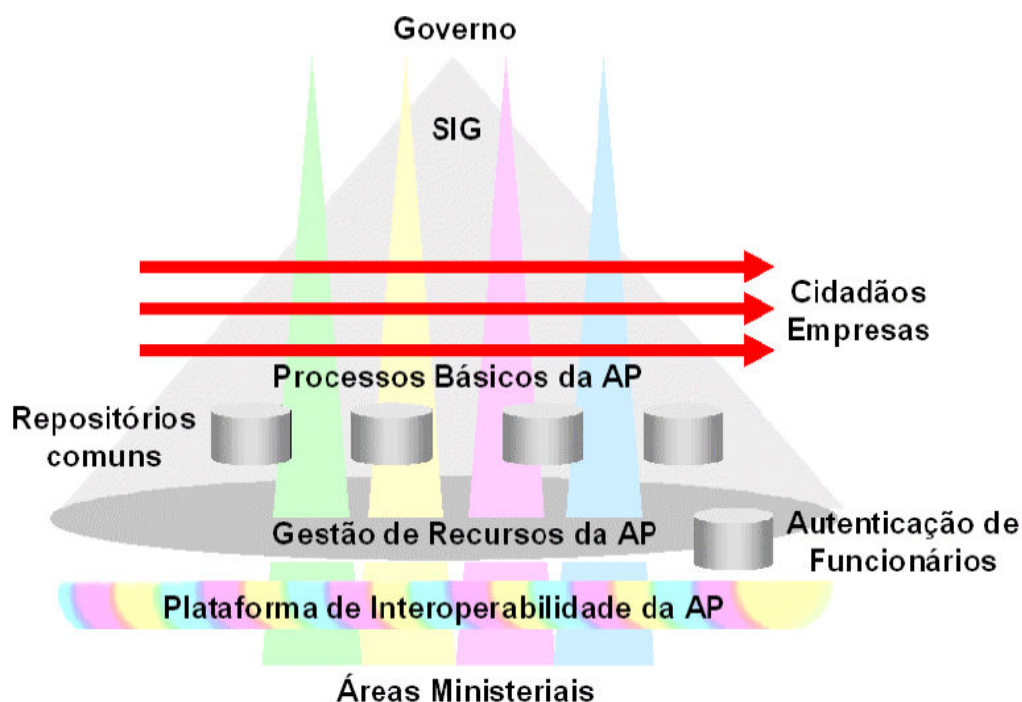 Governo
SIG
Cidadãos
Empresas
Processos Básicos da AP
Repositórios
comuns
Gestão de Recursos da AP
Autenticação de
Funcionários
Plataforma de Interoperabilidade da AP
Áreas Ministeriais